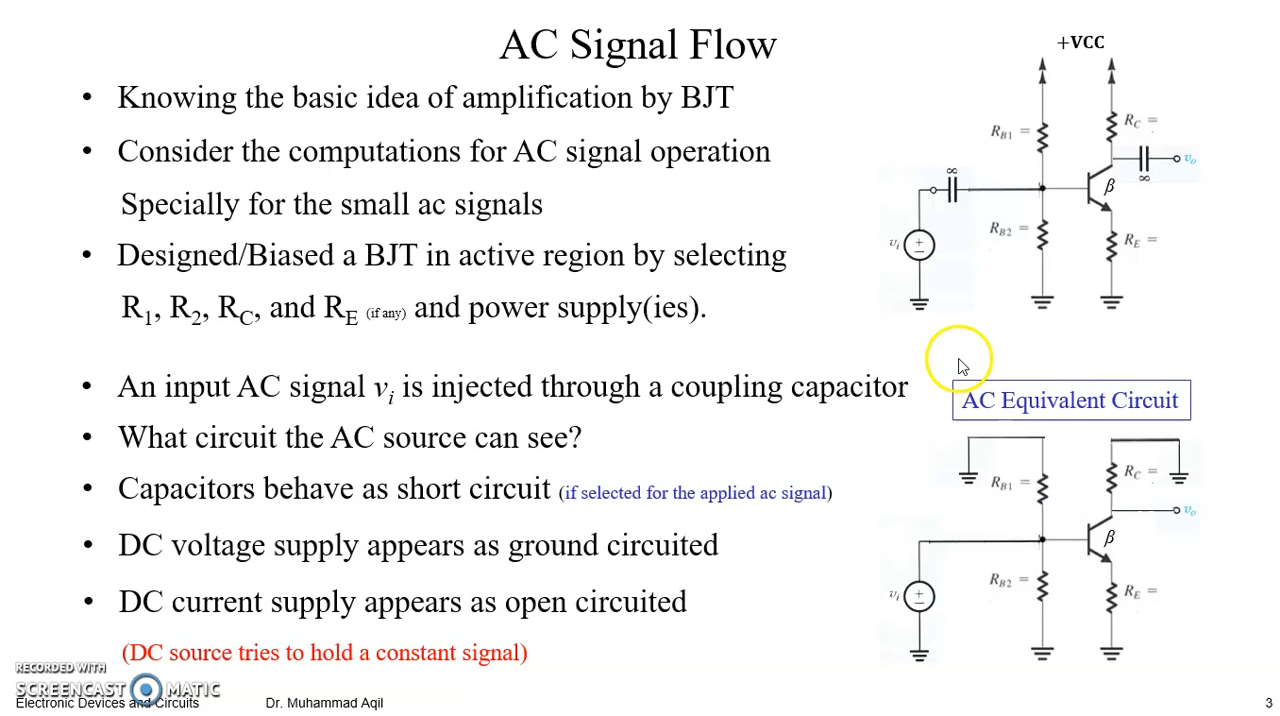 AC Signal Flow
• Knowing the basic idea of amplification by BJT
• Consider the computations for AC signal operation
Specially for the small ac signals
• Designed/Biased a BJT in active region by selecting
R1, R2, RC, and RE (if any) and power supply(ies).
• An input AC signal vi is injected through a coupling capacitor
• What circuit the AC source can see?
• Capacitors behave as short circuit (if selected for the applied ac signal)
• DC voltage supply appears as ground circuited
• DC current supply appears as open circuited
(DC source tries to hold a constant signal)
+VCC
RB1 =
RC =
∞
vo
∞
β
RB2 =
RE =
vi
+
−
AC Equivalent Circuit
RB1 =
RC =
vo
β
RB2 =
RE =
vi
+
−
RECORDED WITH
SCREENCAST MATIC
Electronic Devices and Circuits
Dr. Muhammad Aqil
3